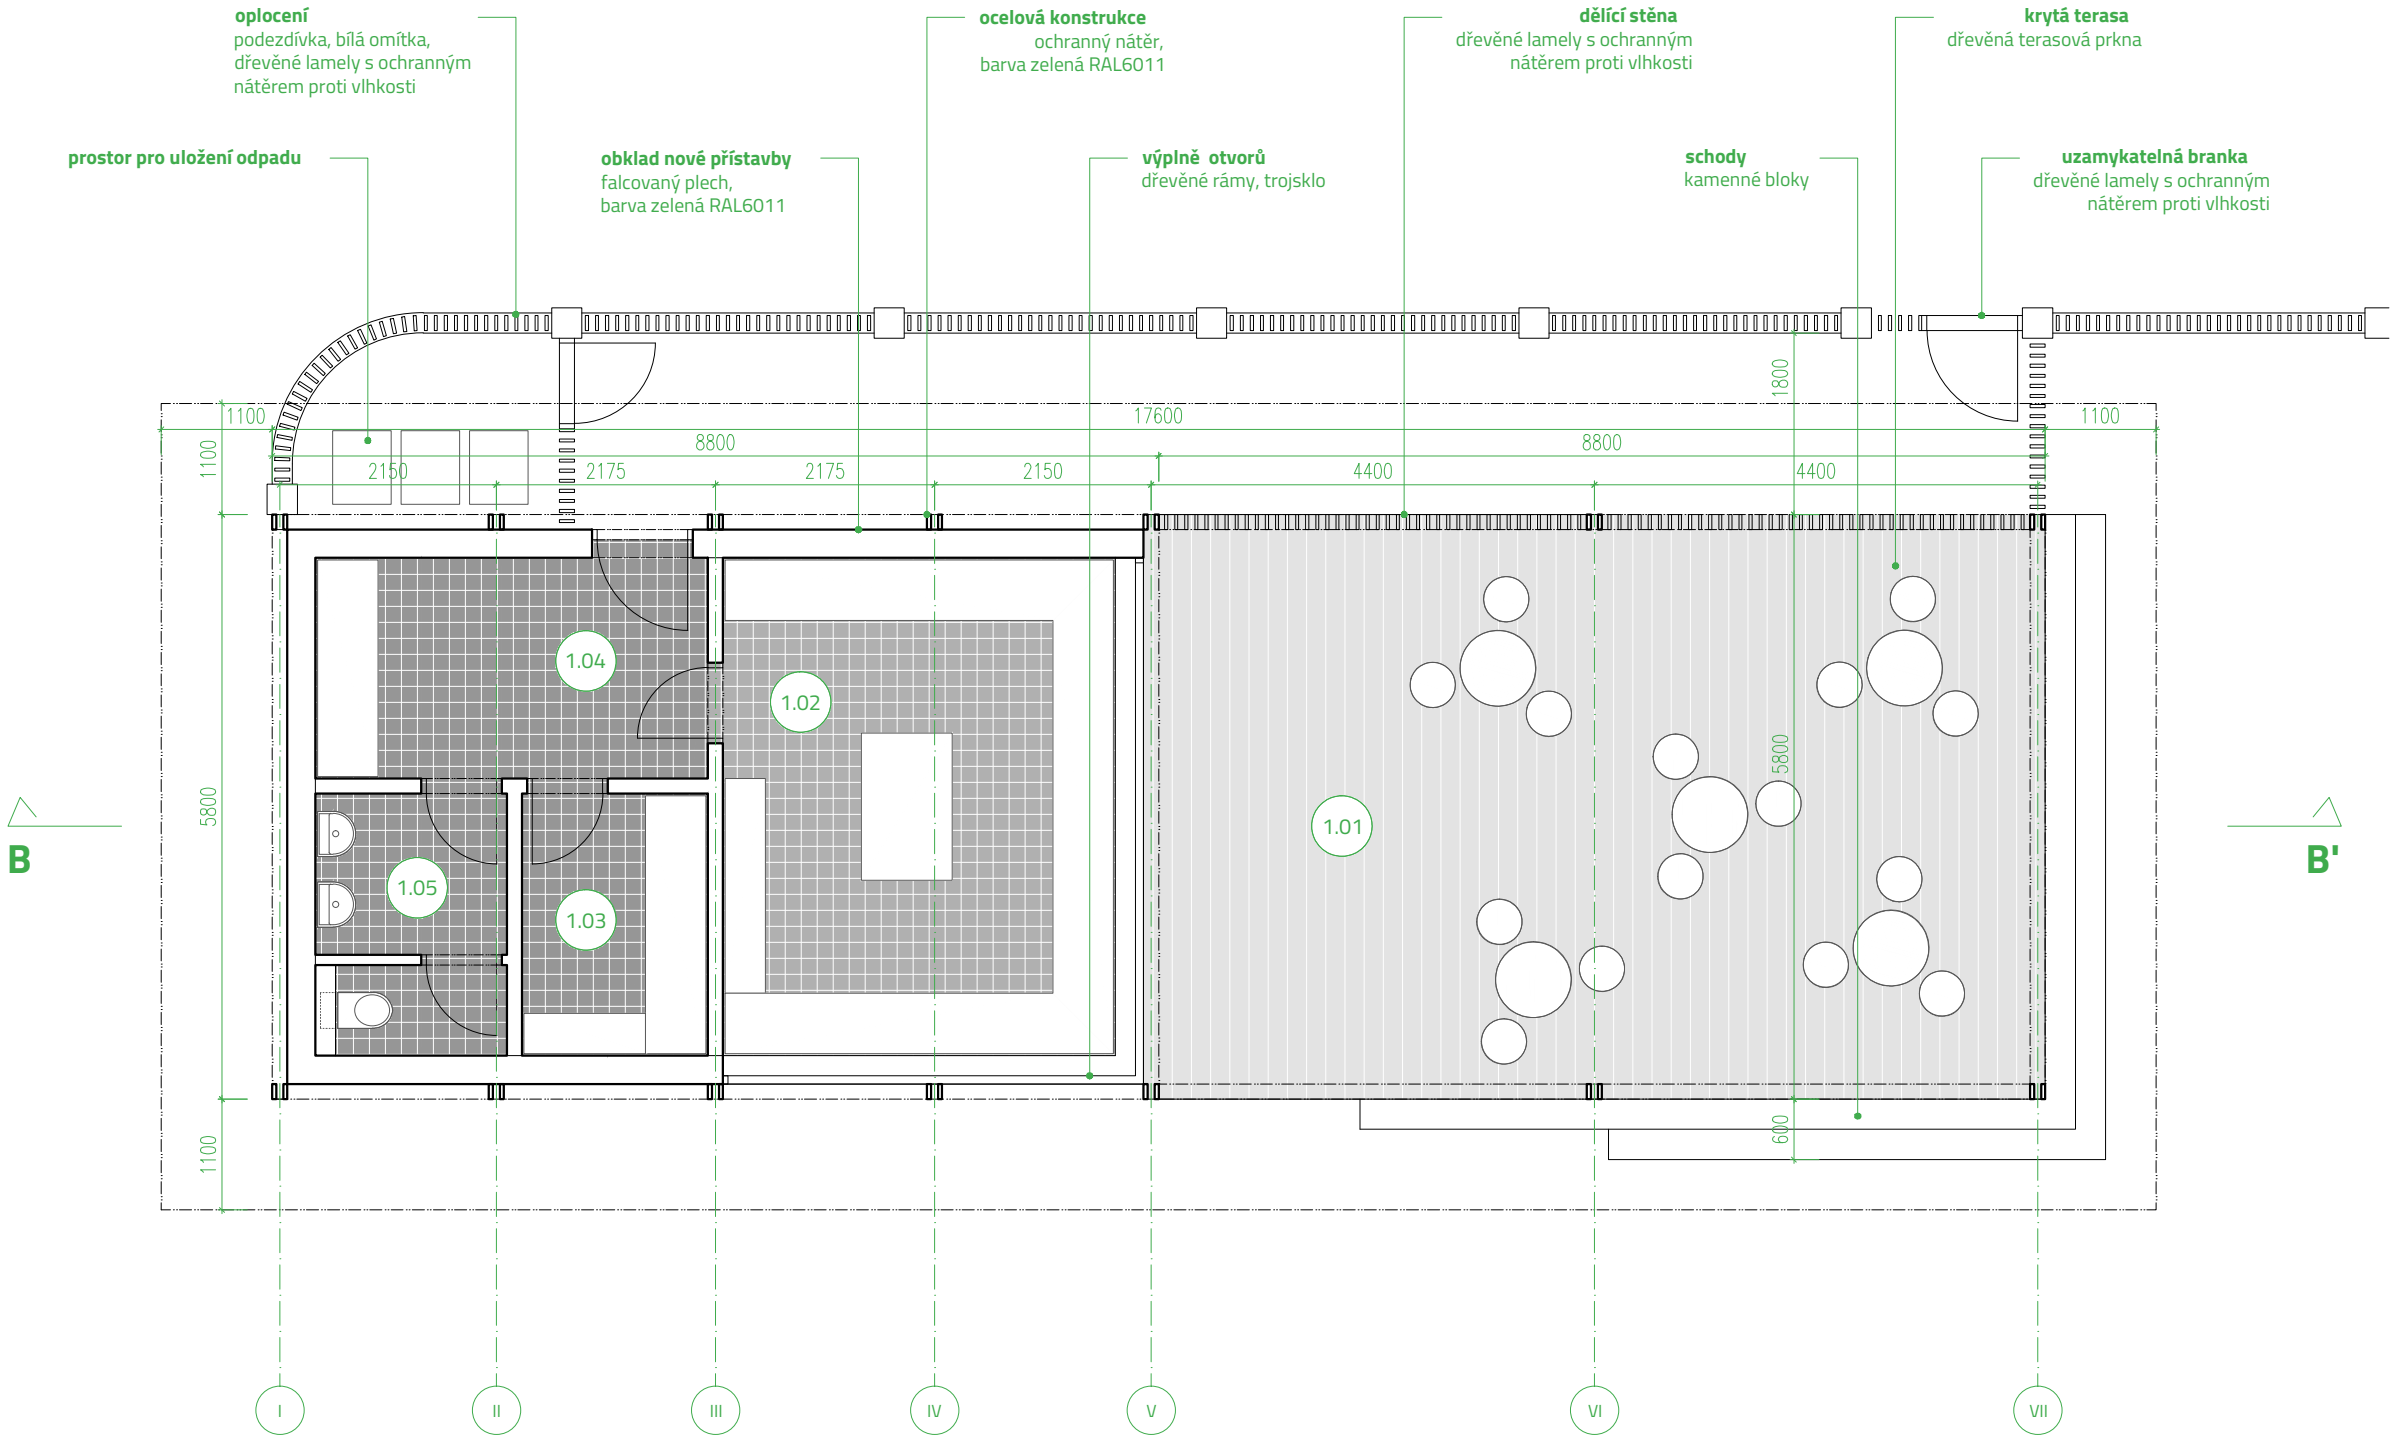 oplocení
podezdívka, bílá omítka,
dřevěné lamely s ochranným
nátěrem proti vlhkosti
ocelová konstrukce
ochranný nátěr,
barva zelená RAL6011
dělící stěna
dřevěné lamely s ochranným
nátěrem proti vlhkosti
krytá terasa
dřevěná terasová prkna
prostor pro uložení odpadu
obklad nové přístavby
falcovaný plech,
barva zelená RAL6011
výplně otvorů
dřevěné rámy, trojsklo
schody
kamenné bloky
uzamykatelná branka
dřevěné lamely s ochranným
nátěrem proti vlhkosti
1800
1100
17600
1100
1100
8800
8800
2150
2175
2175
2150
4400
4400
1.04
1.02
5800
5800
1.01
B
B'
1.05
1.03
1100
600
I
II
III
IV
V
VI
VII